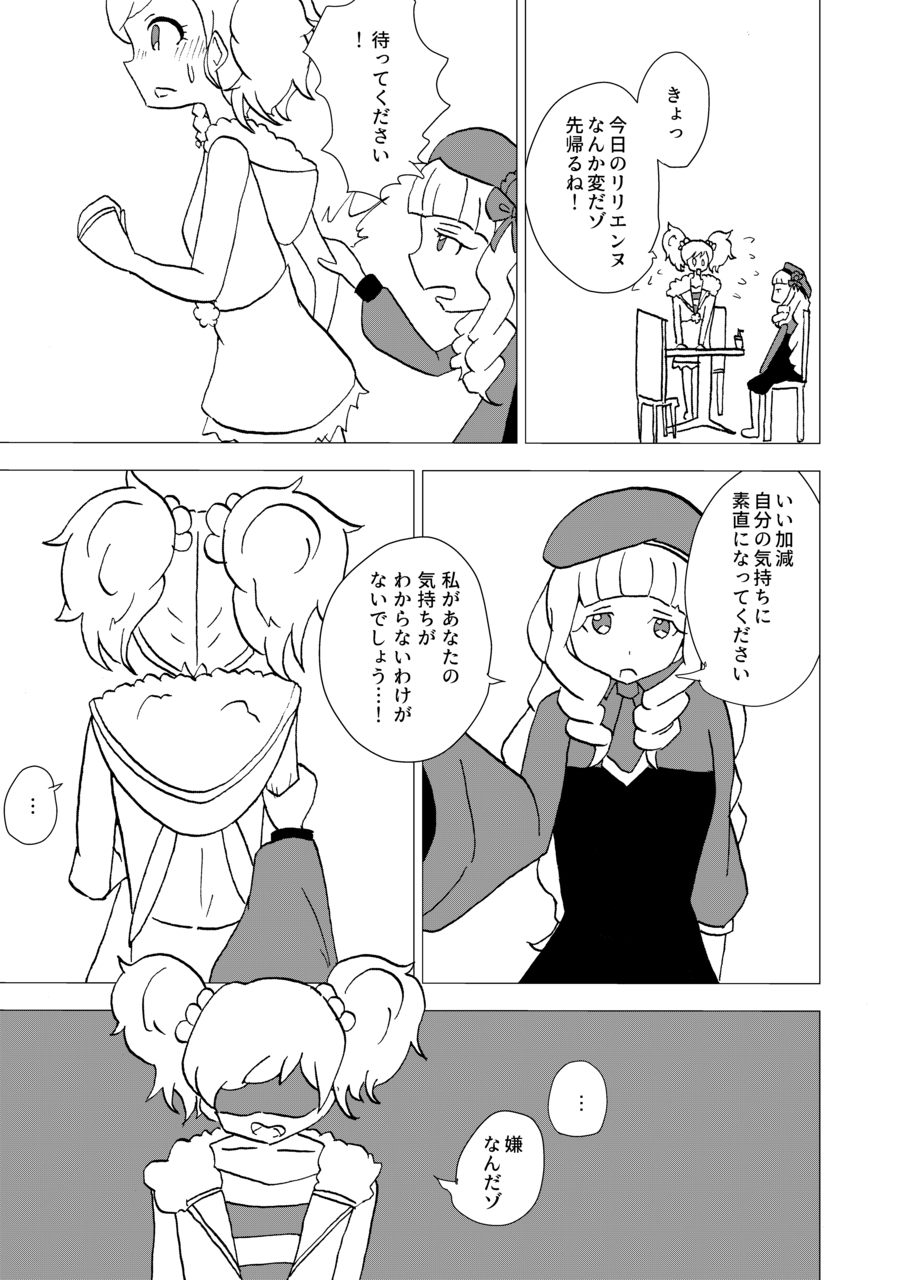 きょっ
今日のリリエンヌ
なんか変だゾ
先帰るね！
待ってください
！
いい加減
自分の気持ちに
素直になってください
私があなたの
気持ちが
わからないわけが
ないでしょう…！
…
…
嫌
なんだゾ